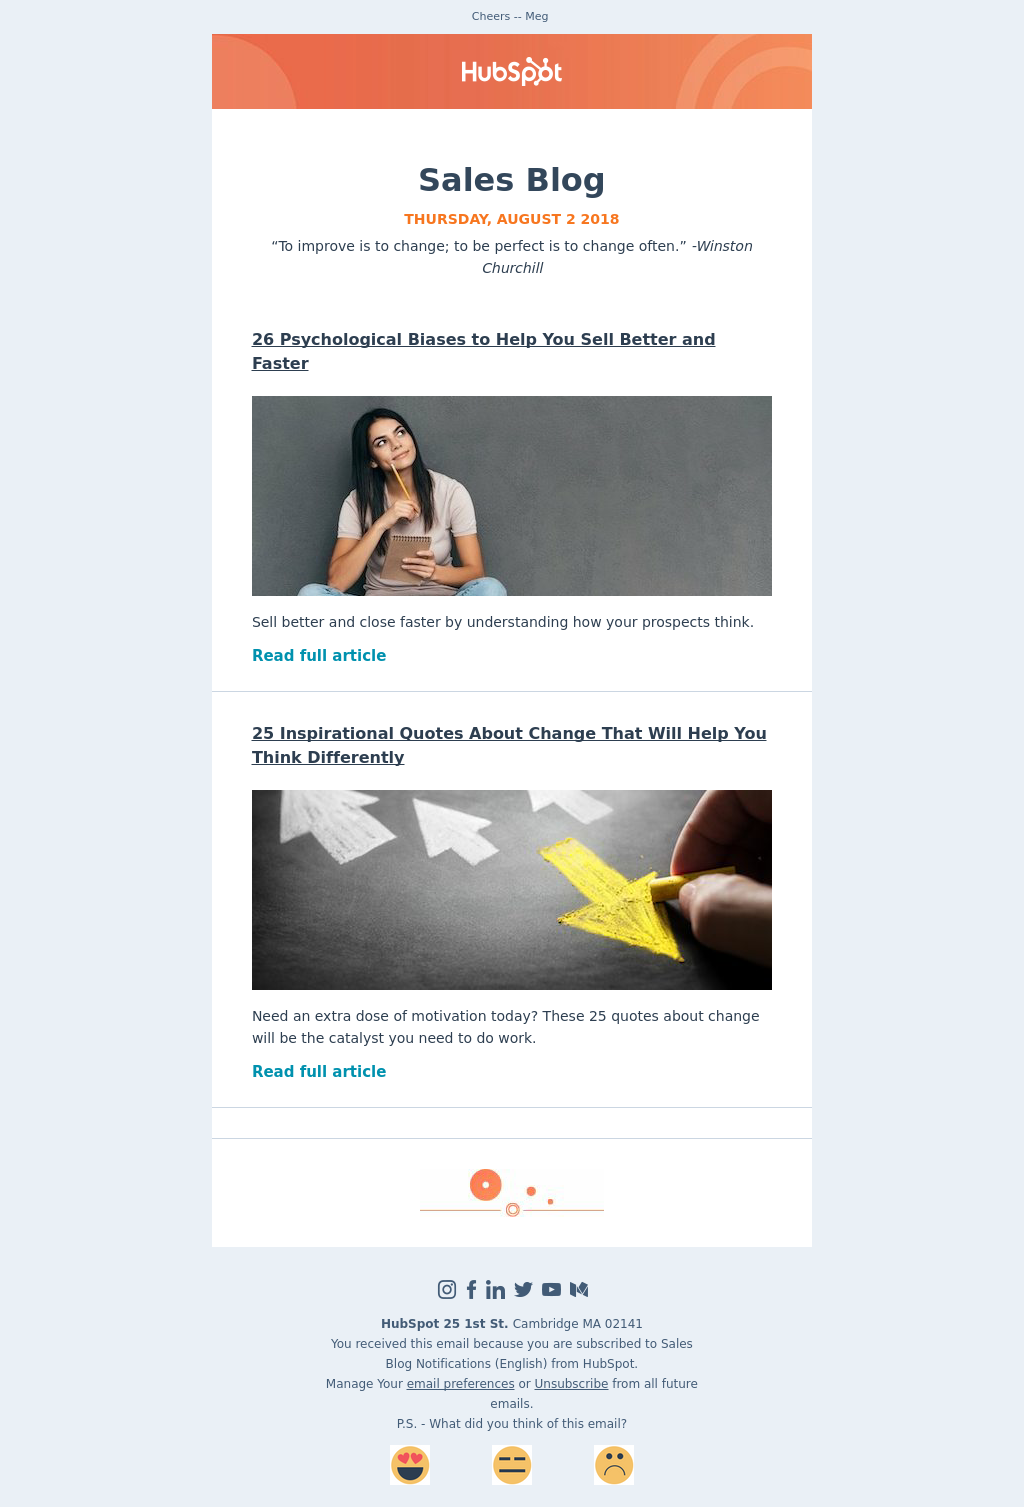 Cheers -- Meg
HubSpot
Sales Blog
THURSDAY, AUGUST 2 2018
“To improve is to change; to be perfect is to change often.” -Winston
Churchill
26 Psychological Biases to Help You Sell Better and
Faster
Sell better and close faster by understanding how your prospects think.
Read full article
25 Inspirational Quotes About Change That Will Help You
Think Differently
Need an extra dose of motivation today? These 25 quotes about change
will be the catalyst you need to do work.
Read full article
HubSpot 25 1st St. Cambridge MA 02141
You received this email because you are subscribed to Sales
Blog Notifications (English) from HubSpot.
Manage Your email preferences or Unsubscribe from all future
emails.
P.S. - What did you think of this email?